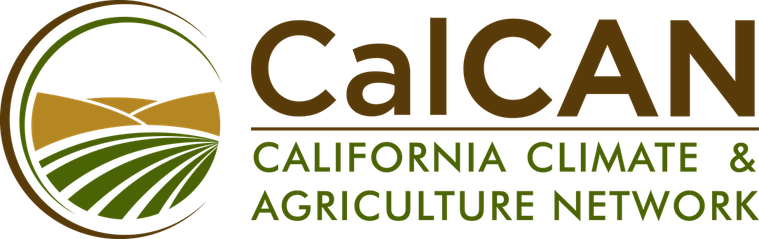 CalCAN
CALIFORNIA CLIMATE &
AGRICULTURE NETWORK